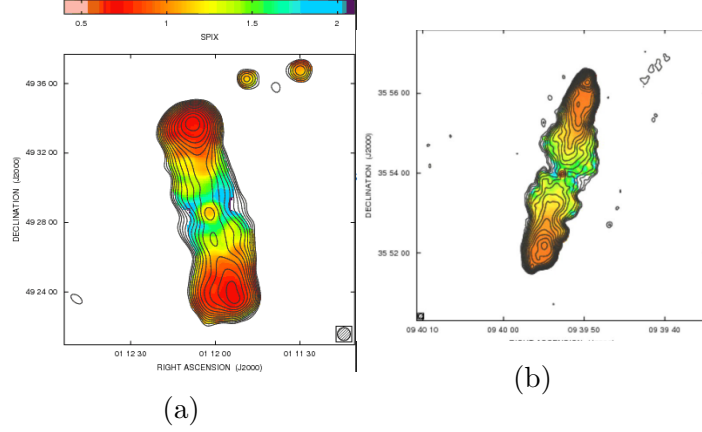 0.5 1 1.5 2
SPIX
49 36 00
49 32 00
49 28 00
49 24 00
DECLINATION (J2000)
01 12 30 01 12 00 01 11 30
RIGHT ASCENSION (J2000)
(a)
35 56 00
35 54 00
35 52 00
DECLINATION (J2000)
09 40 10 09 40 00 09 39 50 09 39 40
RIGHT ASCENSION
(b)